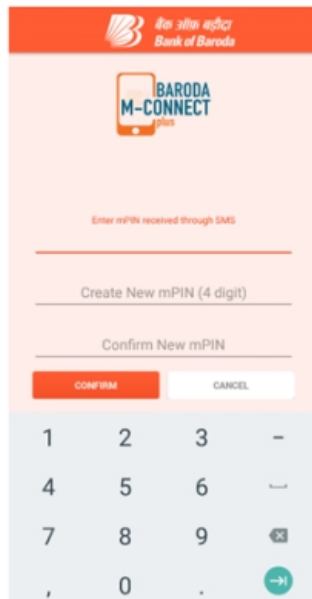 बैंक ऑफ़ बड़ौदा
Bank of Baroda
BARODA
M-CONNECT
plus
Enter mPIN received through SMS
Create New mPIN (4 digit)
Confirm New mPIN
CONFIRM CANCEL
1 2 3 -
4 5 6
7 8 9
, 0 .